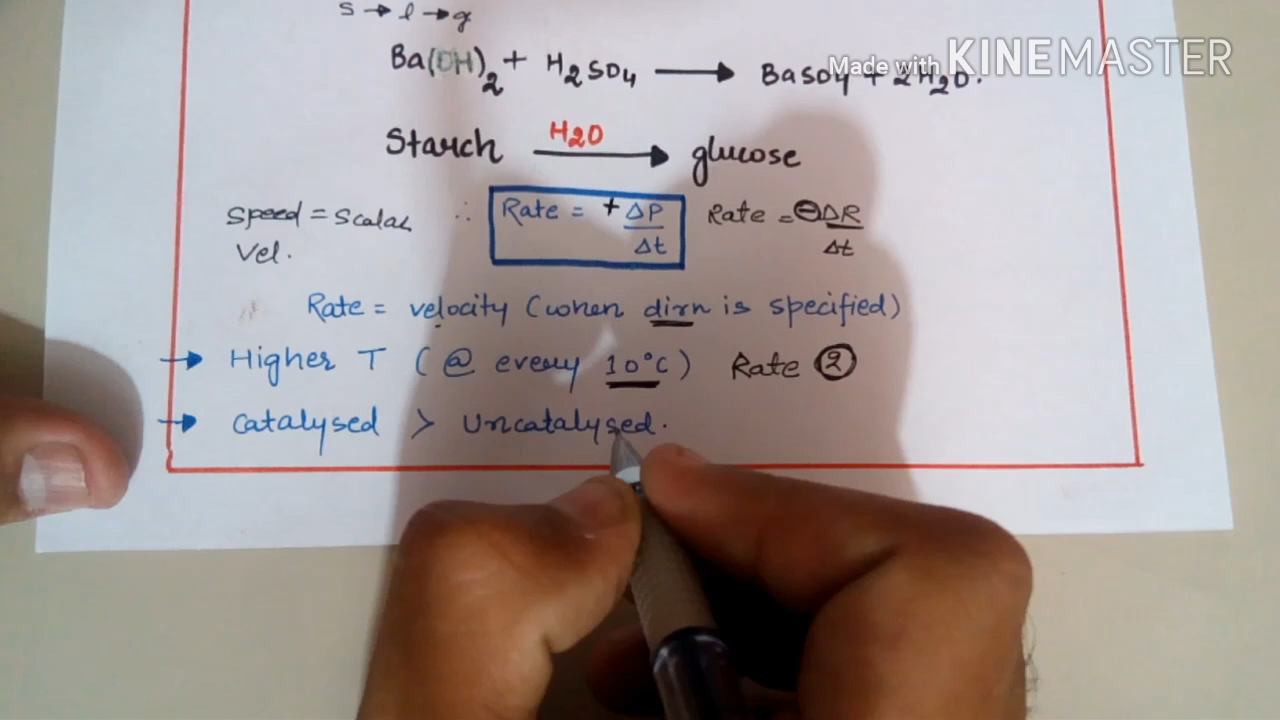 s → l → g
Ba(OH)2 + H2SO4 → BaSO4 + 2H2O.
Made with KINEMASTER
Starch H2O → glucose
Speed = Scalar ∴ Rate = + ΔP/Δt Rate = ⊖ΔR/Δt
Vel.
Rate = velocity (when dirn is specified)
→ Higher T (@ every 10°C) Rate ②
→ Catalysed > Uncatalysed.